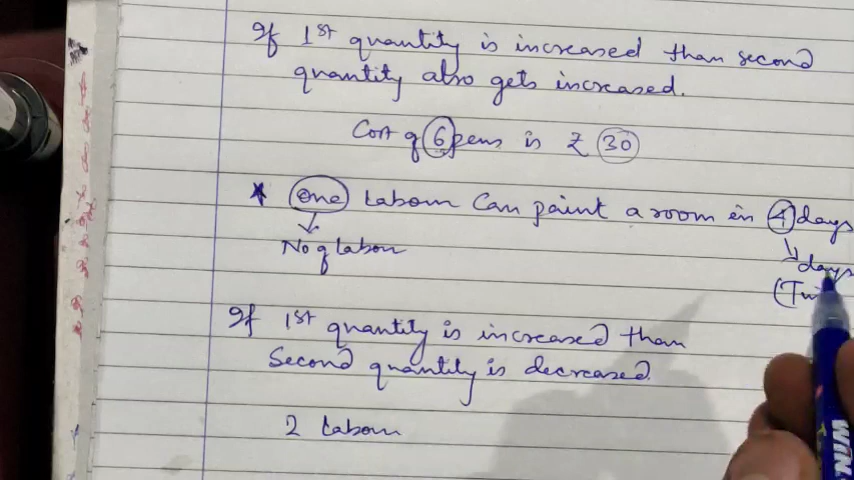 If 1st quantity is increased than second
quantity also gets increased.
Cost of 6 pens is ₹ 30
* One labour can paint a room in 4 days
No of labour
days
If 1st quantity is increased than
Second quantity is decreased.
2 labour
WIN